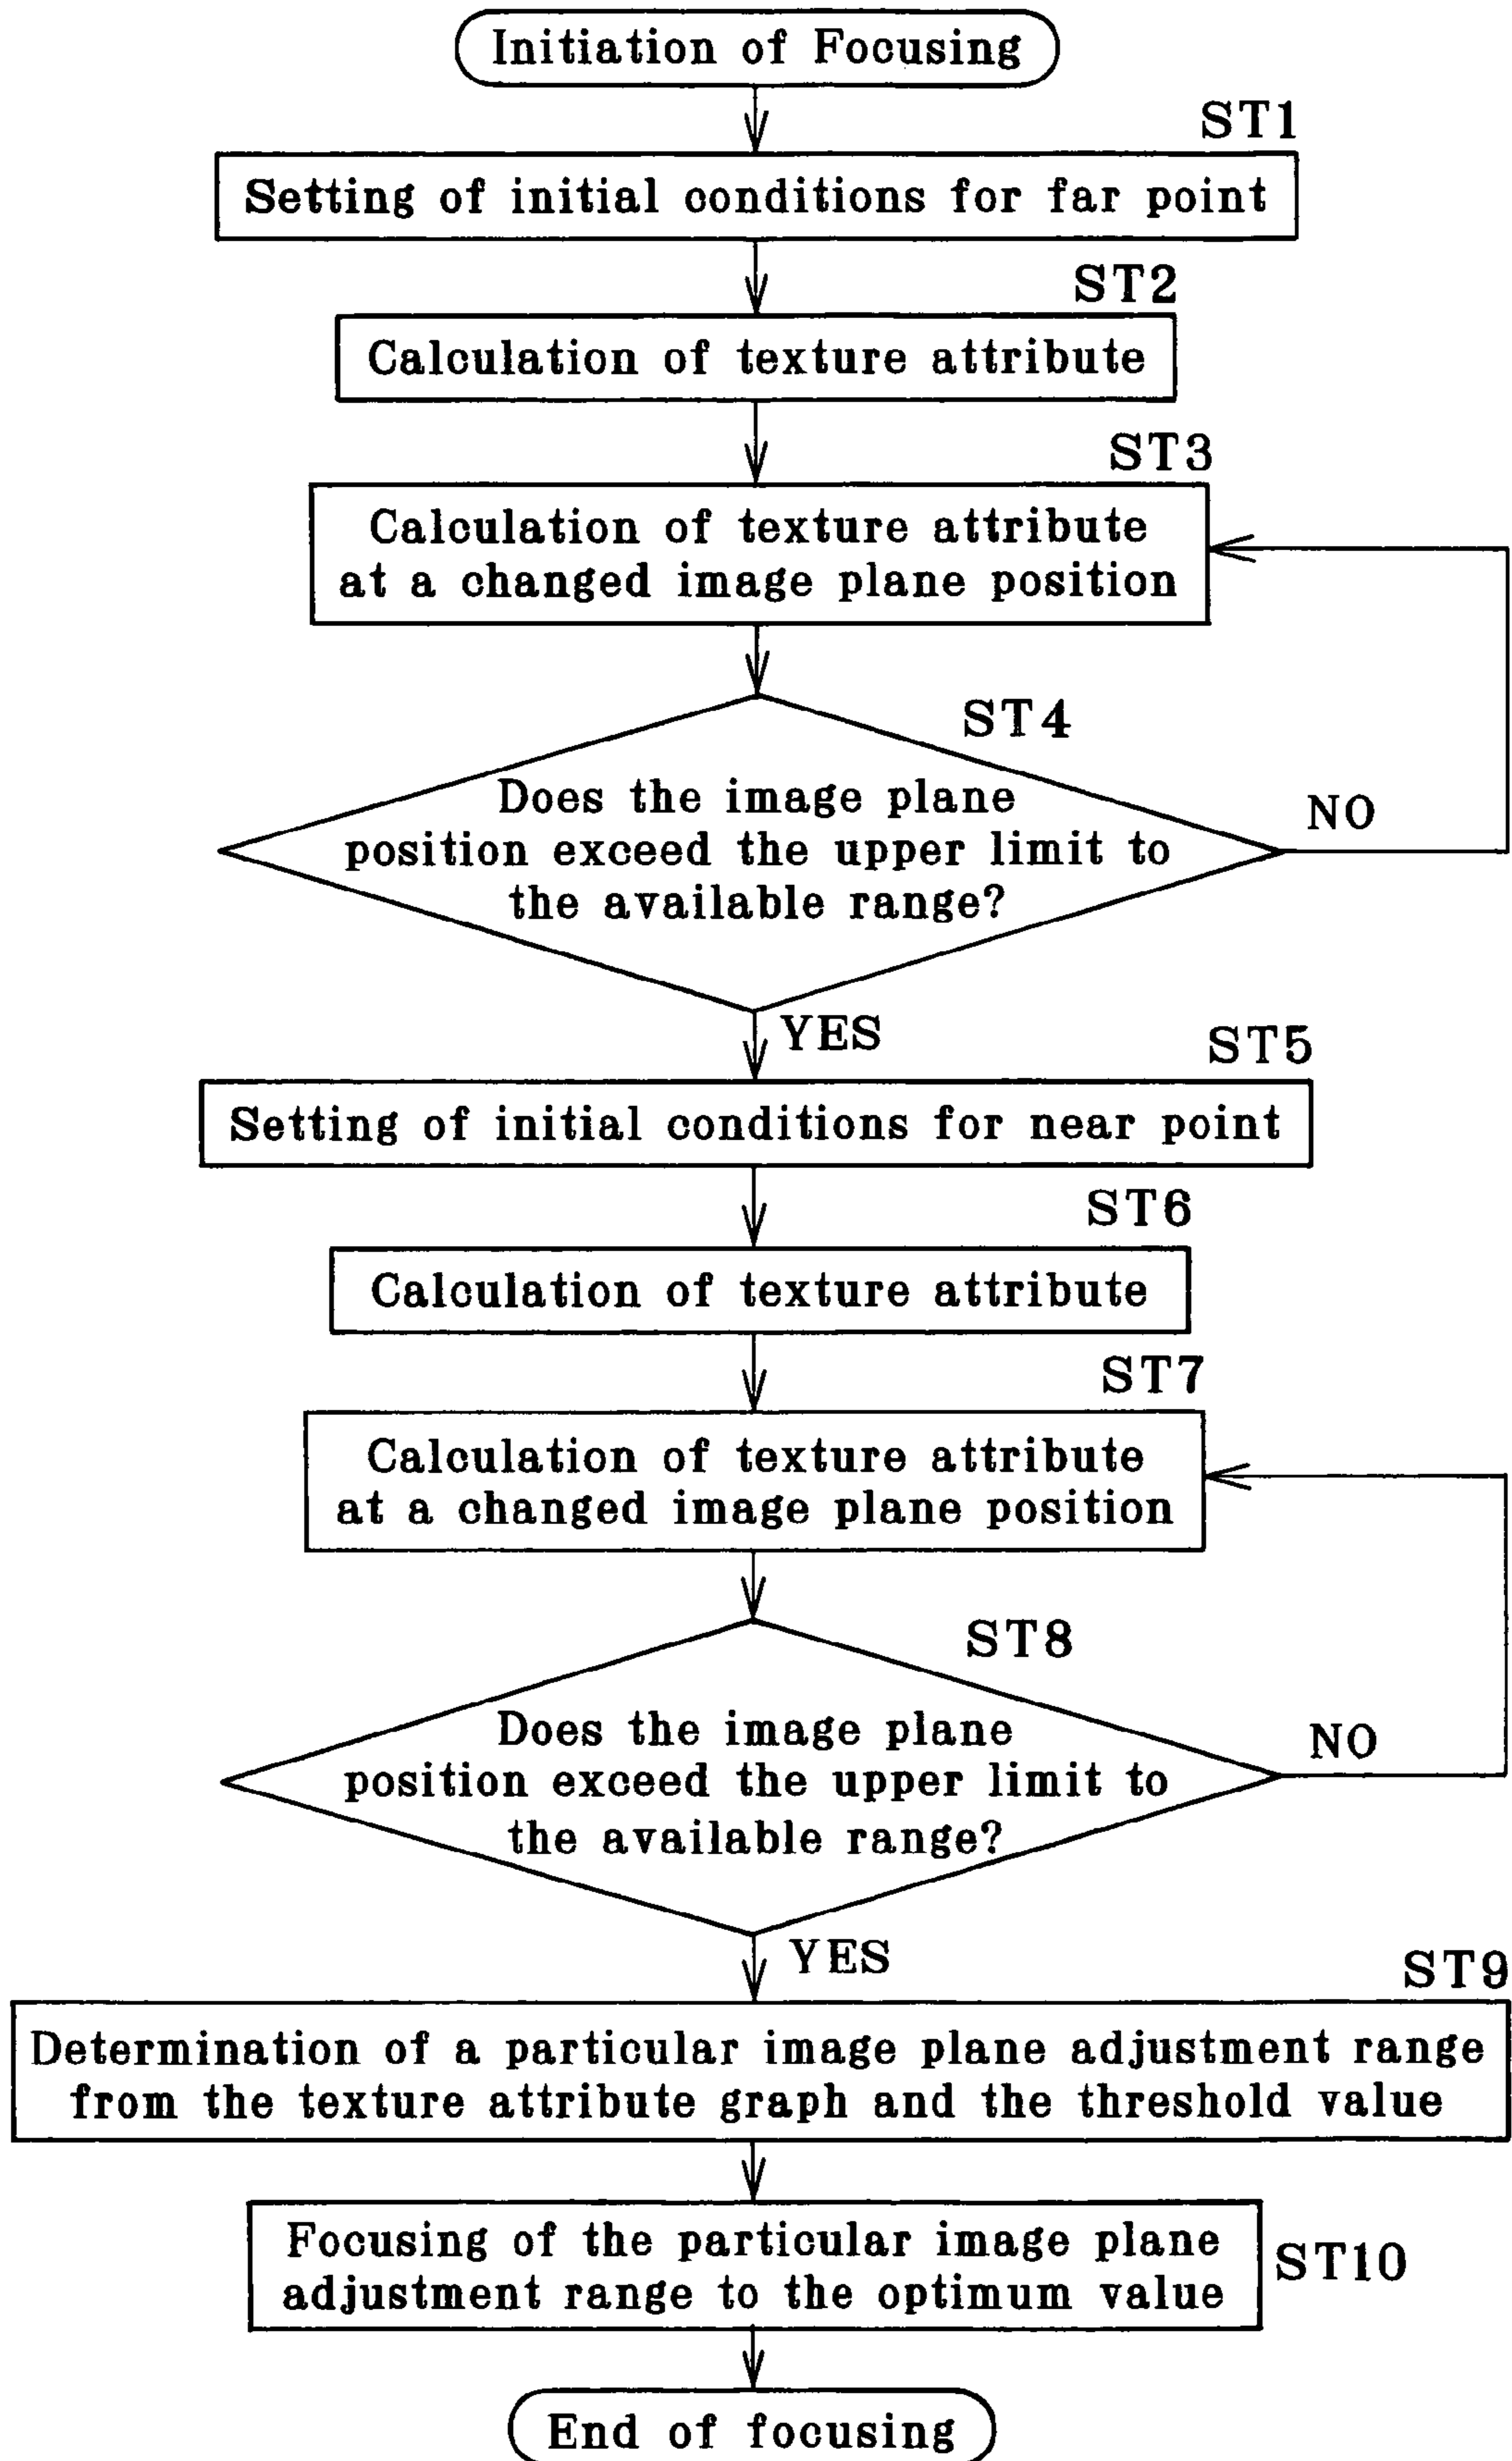 Initiation of Focusing
ST1
Setting of initial conditions for far point
ST2
Calculation of texture attribute
ST3
Calculation of texture attribute
at a changed image plane position
ST4
Does the image plane
position exceed the upper limit to
the available range?
NO
YES
ST5
Setting of initial conditions for near point
ST6
Calculation of texture attribute
ST7
Calculation of texture attribute
at a changed image plane position
ST8
Does the image plane
position exceed the upper limit to
the available range?
NO
YES
ST9
Determination of a particular image plane adjustment range
from the texture attribute graph and the threshold value
Focusing of the particular image plane
adjustment range to the optimum value
ST10
End of focusing